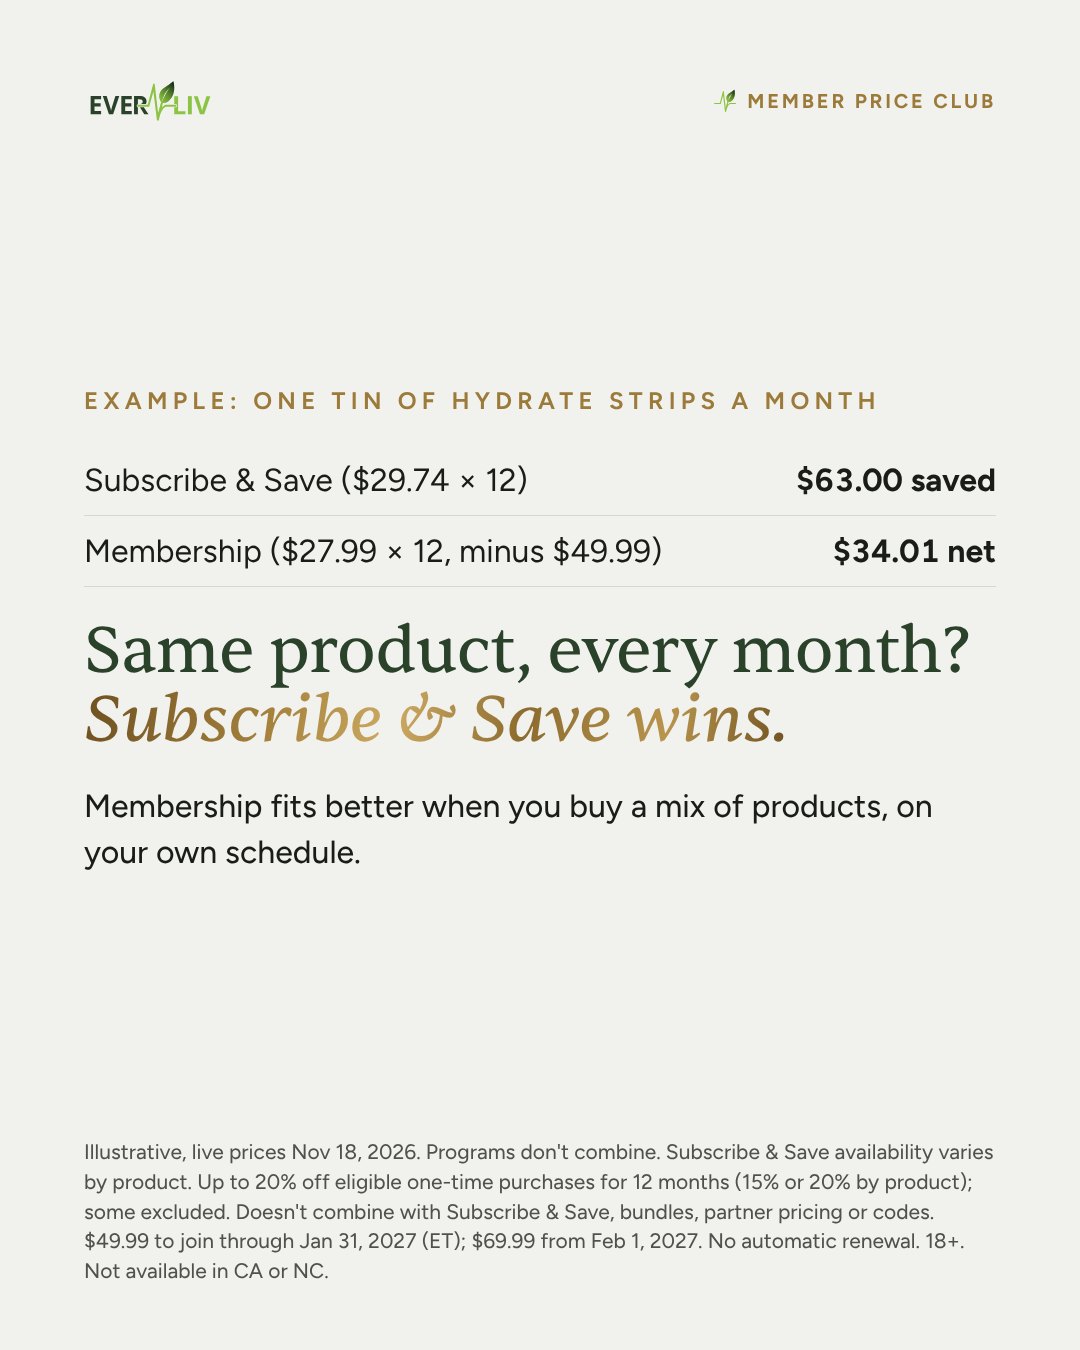 EVERLIV
MEMBER PRICE CLUB
EXAMPLE: ONE TIN OF HYDRATE STRIPS A MONTH
Subscribe & Save ($29.74 × 12) $63.00 saved
Membership ($27.99 × 12, minus $49.99) $34.01 net
Same product, every month?
Subscribe & Save wins.
Membership fits better when you buy a mix of products, on
your own schedule.
Illustrative, live prices Nov 18, 2026. Programs don't combine. Subscribe & Save availability varies
by product. Up to 20% off eligible one-time purchases for 12 months (15% or 20% by product);
some excluded. Doesn't combine with Subscribe & Save, bundles, partner pricing or codes.
$49.99 to join through Jan 31, 2027 (ET); $69.99 from Feb 1, 2027. No automatic renewal. 18+.
Not available in CA or NC.